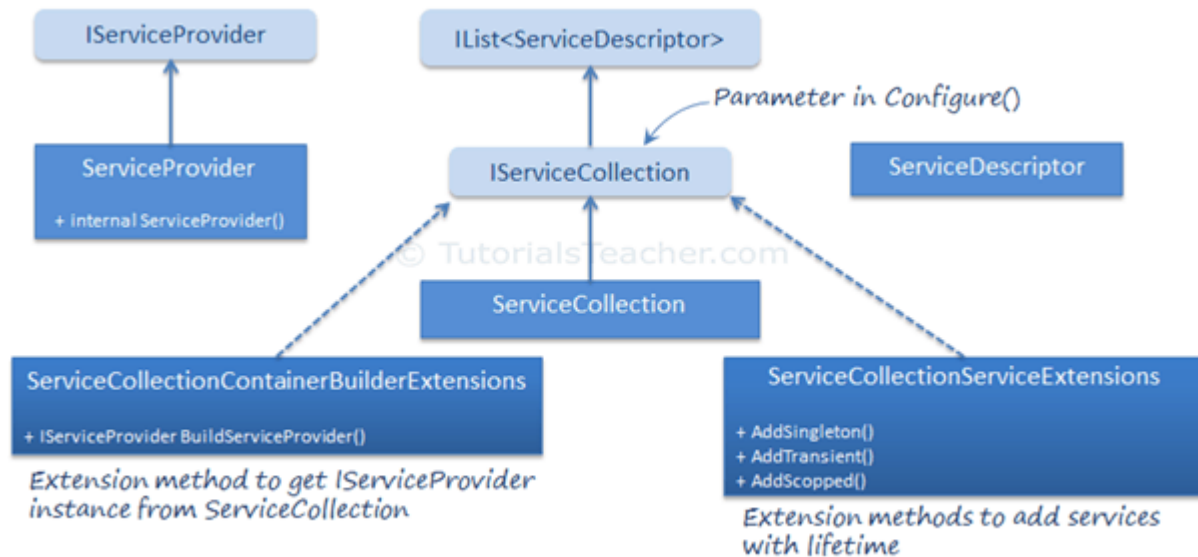 IServiceProvider
IList<ServiceDescriptor>
Parameter in Configure()
ServiceProvider
+ internal ServiceProvider()
IServiceCollection
ServiceDescriptor
© TutorialsTeacher.com
ServiceCollection
ServiceCollectionContainerBuilderExtensions
+ IServiceProvider BuildServiceProvider()
Extension method to get IServiceProvider
instance from ServiceCollection
ServiceCollectionServiceExtensions
+ AddSingleton()
+ AddTransient()
+ AddScopped()
Extension methods to add services
with lifetime